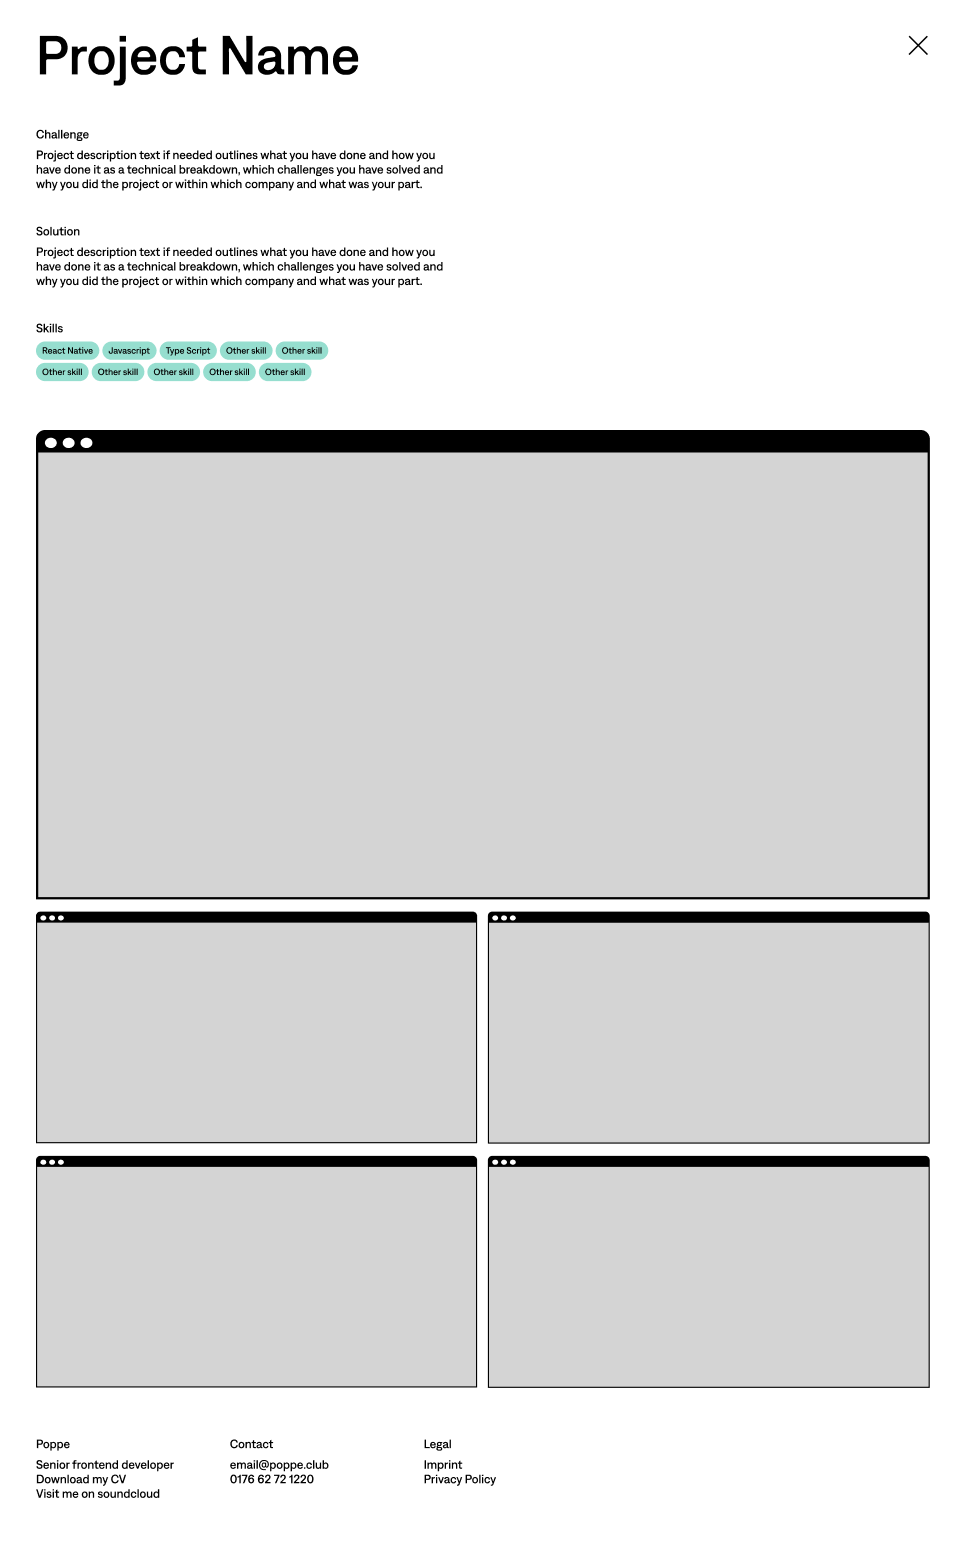 Project Name
Challenge
Project description text if needed outlines what you have done and how you
have done it as a technical breakdown, which challenges you have solved and
why you did the project or within which company and what was your part.
Solution
Project description text if needed outlines what you have done and how you
have done it as a technical breakdown, which challenges you have solved and
why you did the project or within which company and what was your part.
Skills
React Native Javascript Type Script Other skill Other skill
Other skill Other skill Other skill Other skill Other skill
Poppe
Senior frontend developer
Download my CV
Visit me on soundcloud
Contact
email@poppe.club
0176 62 72 1220
Legal
Imprint
Privacy Policy